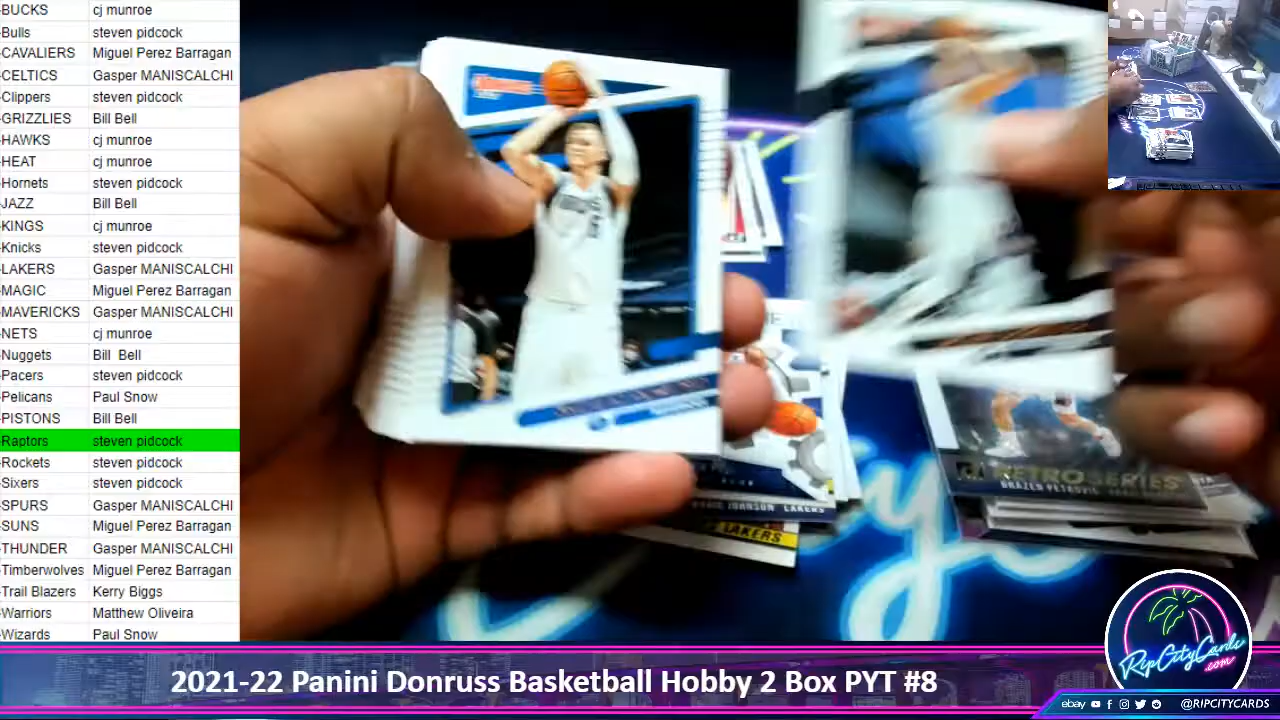 -BUCKS cj munroe
-Bulls steven pidcock
-CAVALIERS Miguel Perez Barragan
-CELTICS Gasper MANISCALCHI
-Clippers steven pidcock
-GRIZZLIES Bill Bell
-HAWKS cj munroe
-HEAT cj munroe
-Hornets steven pidcock
-JAZZ Bill Bell
-KINGS cj munroe
-Knicks steven pidcock
-LAKERS Gasper MANISCALCHI
-MAGIC Miguel Perez Barragan
-MAVERICKS Gasper MANISCALCHI
-NETS cj munroe
-Nuggets Bill Bell
-Pacers steven pidcock
-Pelicans Paul Snow
-PISTONS Bill Bell
-Raptors steven pidcock
-Rockets steven pidcock
-Sixers steven pidcock
-SPURS Gasper MANISCALCHI
-SUNS Miguel Perez Barragan
-THUNDER Gasper MANISCALCHI
-Timberwolves Miguel Perez Barragan
-Trail Blazers Kerry Biggs
-Warriors Matthew Oliveira
-Wizards Paul Snow
RETRO SERIES
DRAZEN PETROVIC
JOHNSON LAKERS
LAKERS
RipCityCards
.com
2021-22 Panini Donruss Basketball Hobby 2 Box PYT #8
ebay @RIPCITYCARDS